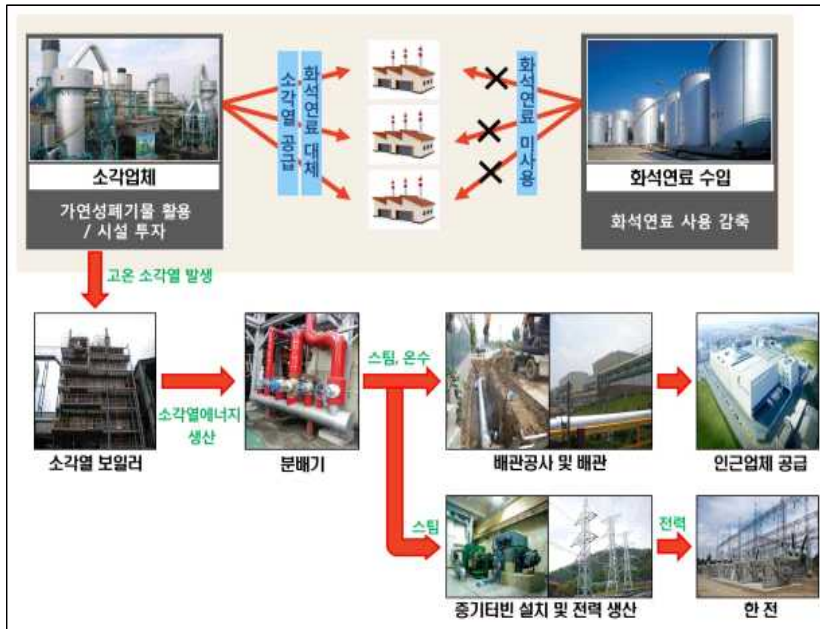 소각열 공급
화석연료 대체
화석연료 미사용
소각업체
가연성폐기물 활용
/ 시설 투자
화석연료 수입
화석연료 사용 감축
고온 소각열 발생
소각열에너지
생산
스팀, 온수
소각열 보일러
분배기
배관공사 및 배관
인근업체 공급
스팀
전력
증기터빈 설치 및 전력 생산
한 전